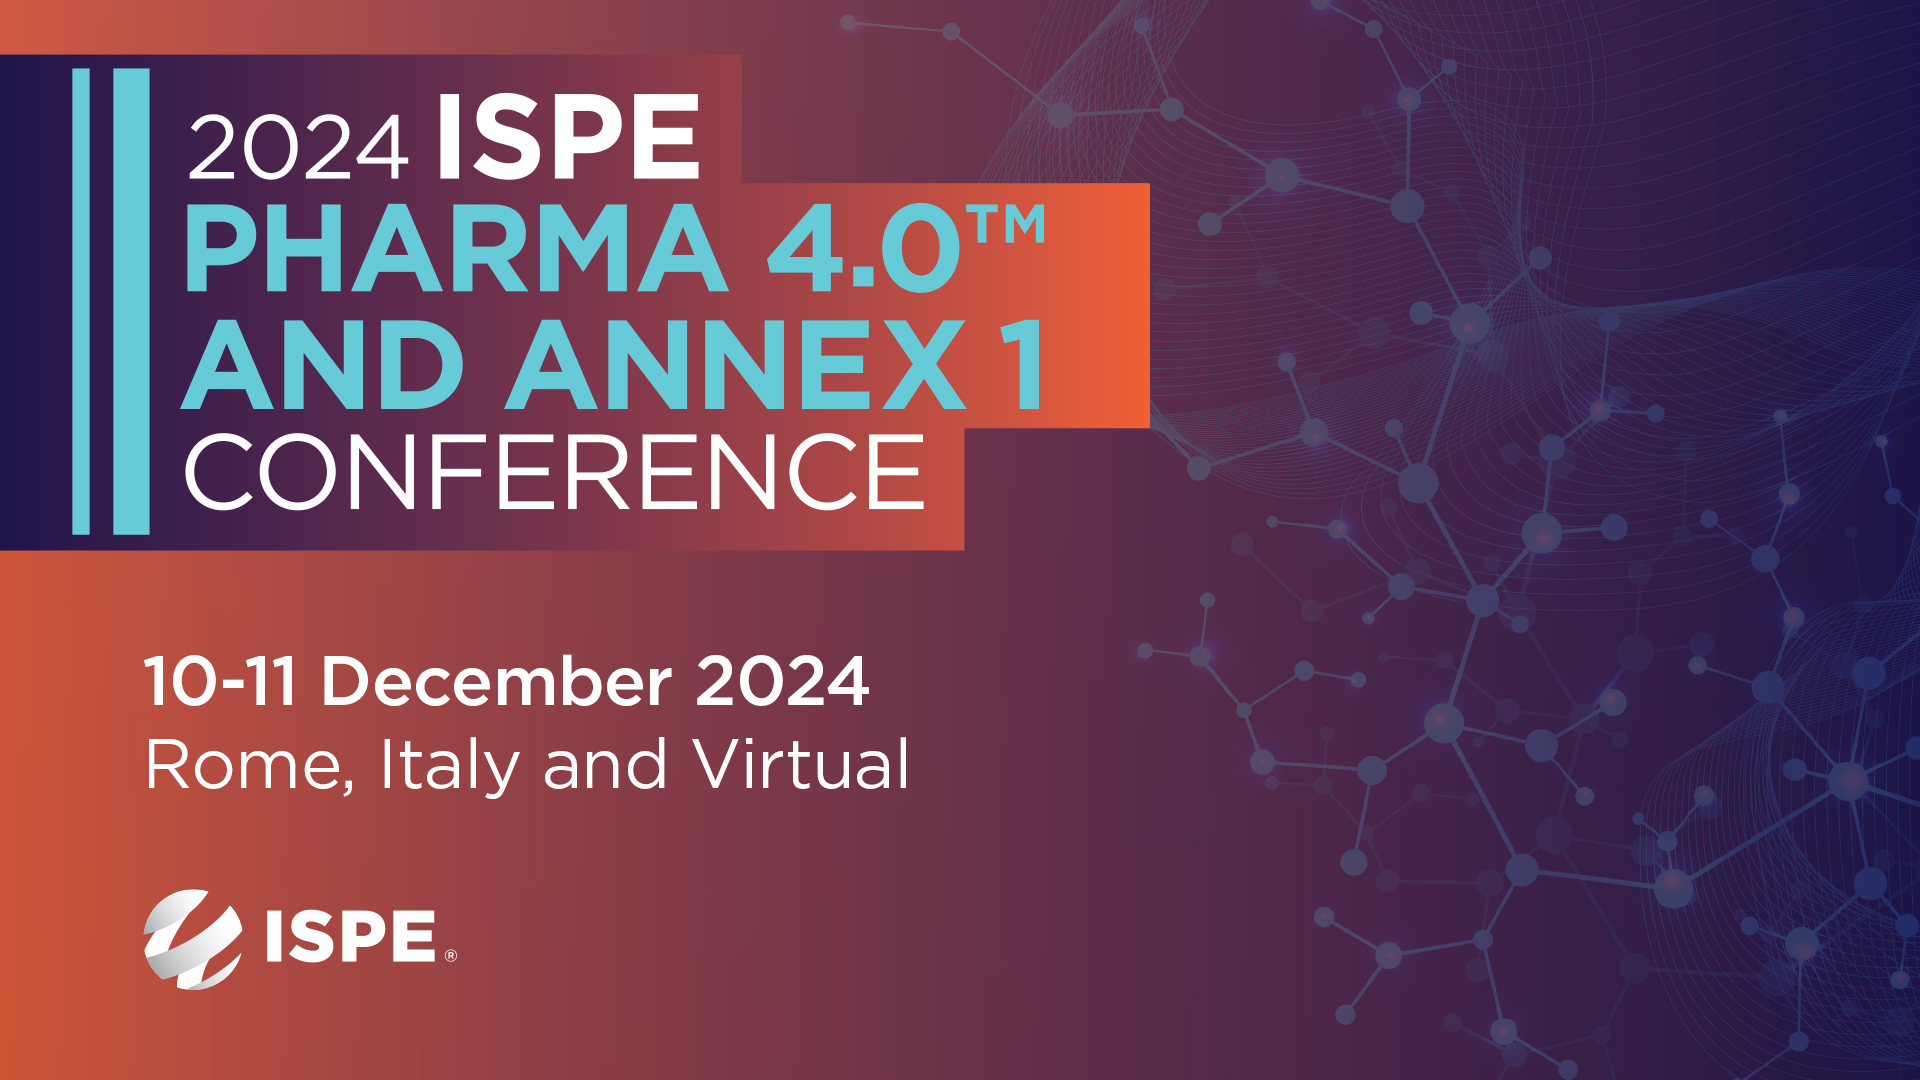 2024 ISPE
PHARMA 4.0™
AND ANNEX 1
CONFERENCE
10-11 December 2024
Rome, Italy and Virtual
ISPE®